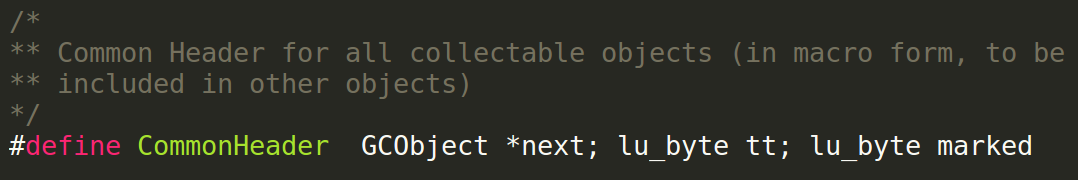 /*
** Common Header for all collectable objects (in macro form, to be
** included in other objects)
*/
#define CommonHeader  GCObject *next; lu_byte tt; lu_byte marked